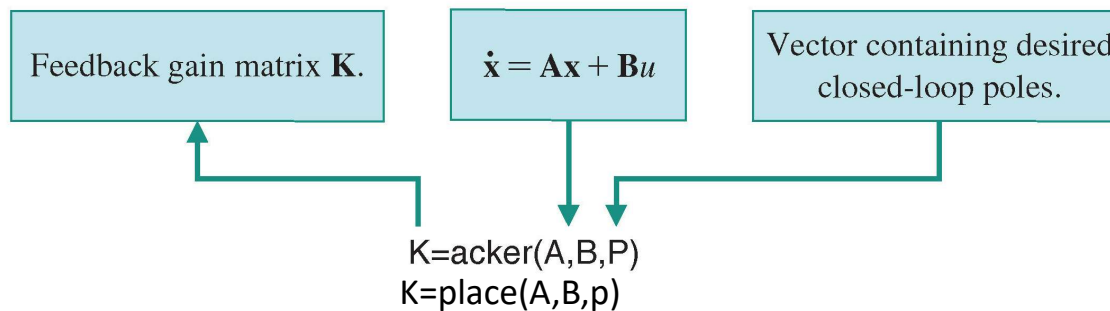 Feedback gain matrix K.
ẋ = Ax + Bu
Vector containing desired
closed-loop poles.
K=acker(A,B,P)
K=place(A,B,p)